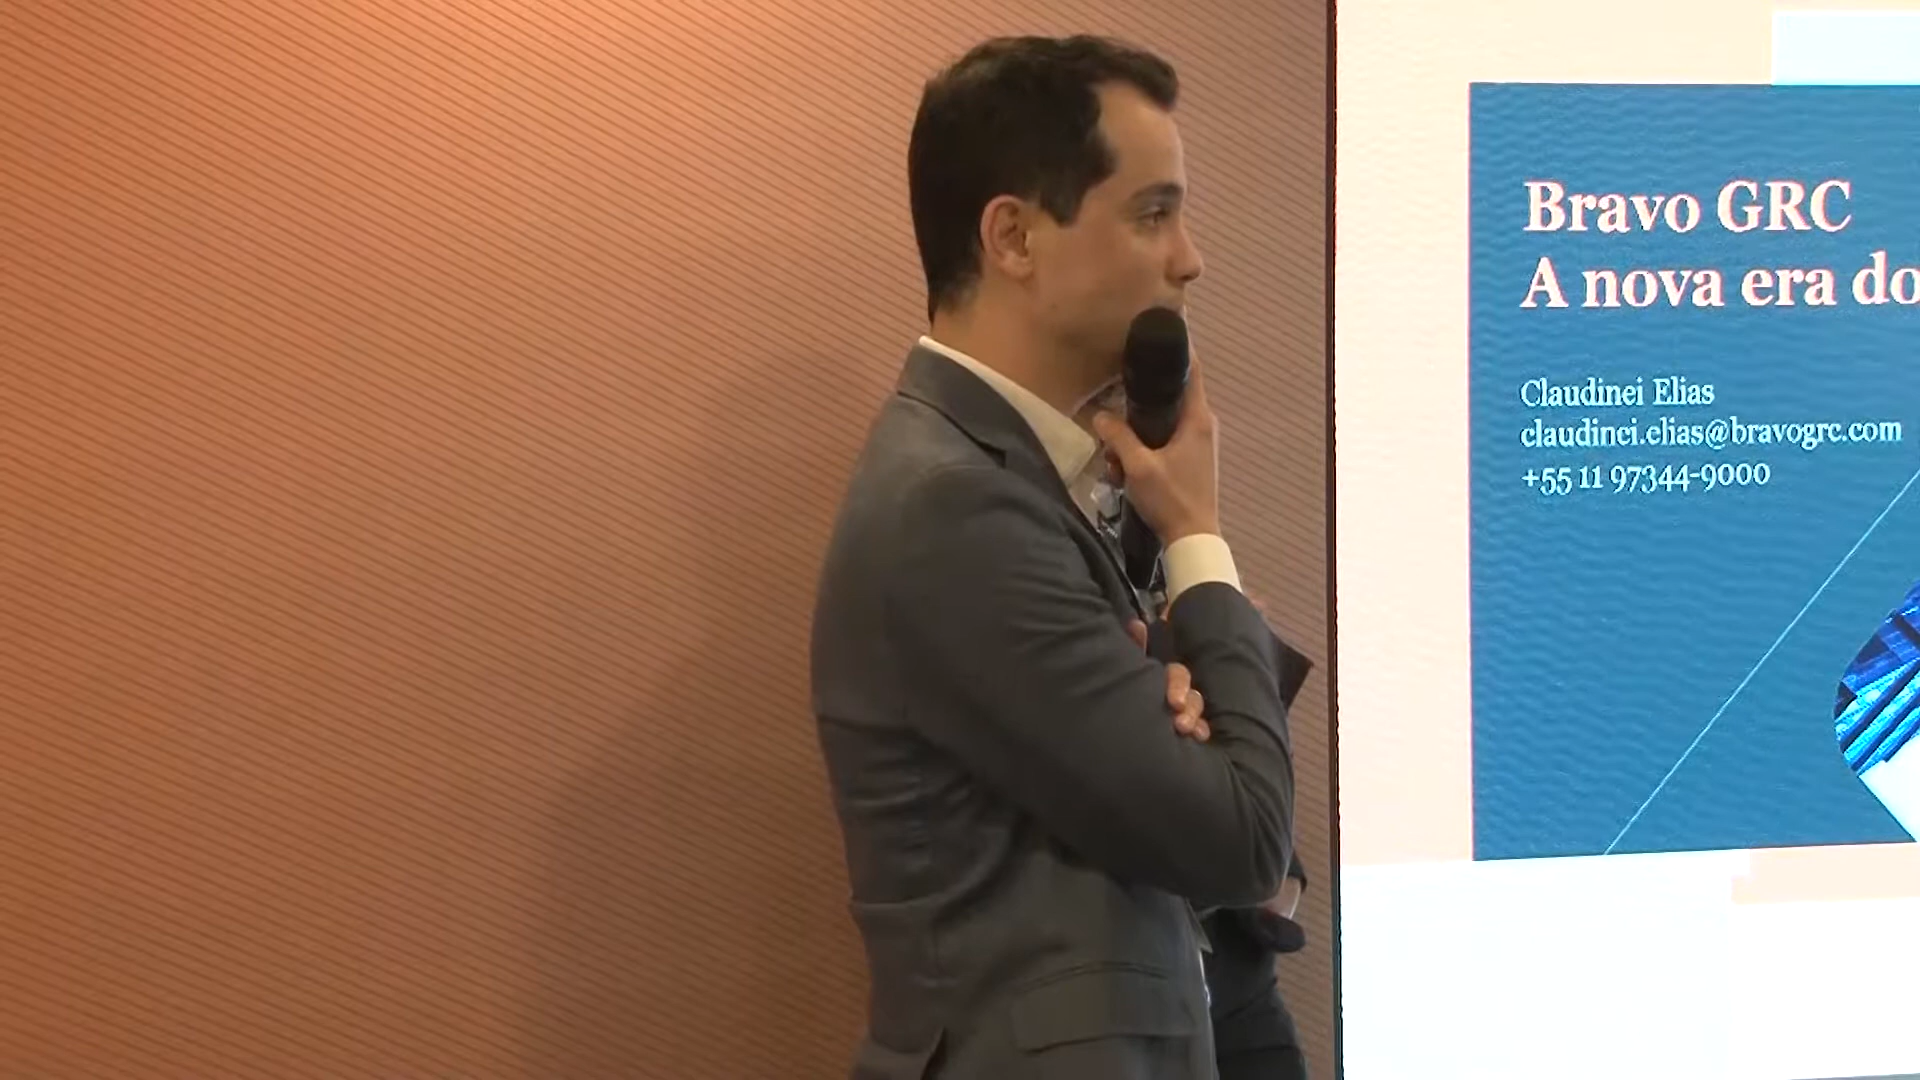 Bravo GRC
A nova era do
Claudinei Elias
claudinei.elias@bravogrc.com
+55 11 97344-9000